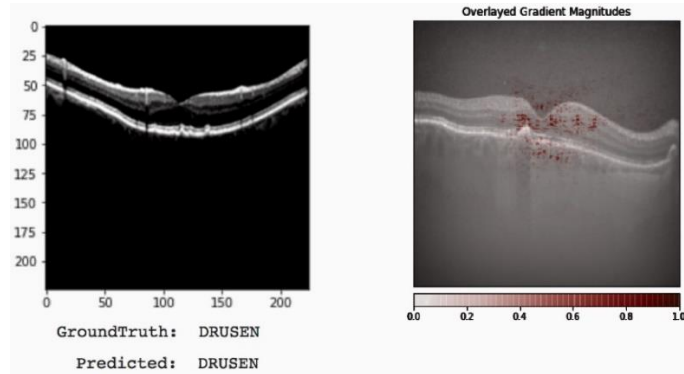 Overlayed Gradient Magnitudes
0
25
50
75
100
125
150
175
200
0 50 100 150 200
0.0 0.2 0.4 0.6 0.8 1.0
GroundTruth: DRUSEN
Predicted: DRUSEN